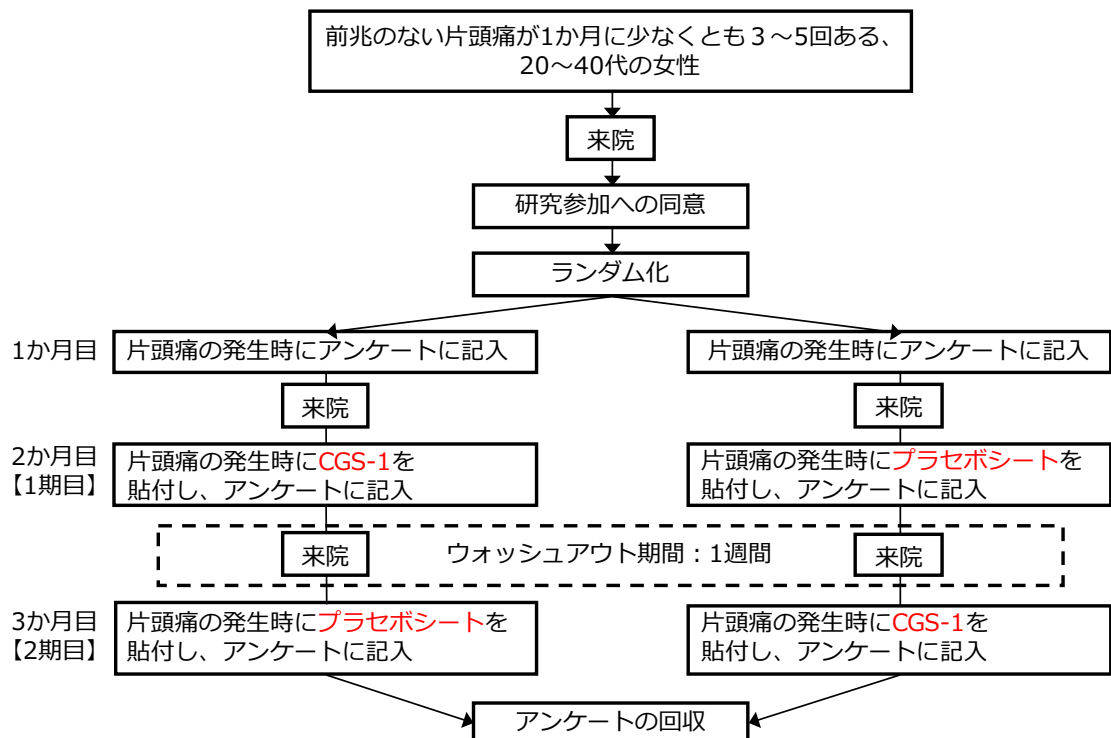 前兆のない片頭痛が1か月に少なくとも３～5回ある、
20～40代の女性
来院
研究参加への同意
ランダム化
1か月目
片頭痛の発生時にアンケートに記入
片頭痛の発生時にアンケートに記入
来院
来院
2か月目
【1期目】
片頭痛の発生時にCGS-1を
貼付し、アンケートに記入
片頭痛の発生時にプラセボシートを
貼付し、アンケートに記入
来院
ウォッシュアウト期間：1週間
来院
3か月目
【2期目】
片頭痛の発生時にプラセボシートを
貼付し、アンケートに記入
片頭痛の発生時にCGS-1を
貼付し、アンケートに記入
アンケートの回収